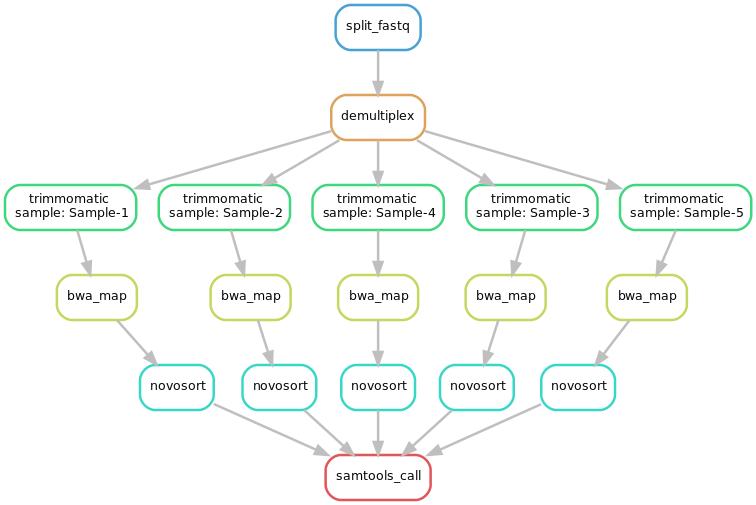 split_fastq
demultiplex
trimmomatic
sample: Sample-1
trimmomatic
sample: Sample-2
trimmomatic
sample: Sample-4
trimmomatic
sample: Sample-3
trimmomatic
sample: Sample-5
bwa_map
bwa_map
bwa_map
bwa_map
bwa_map
novosort
novosort
novosort
novosort
novosort
samtools_call